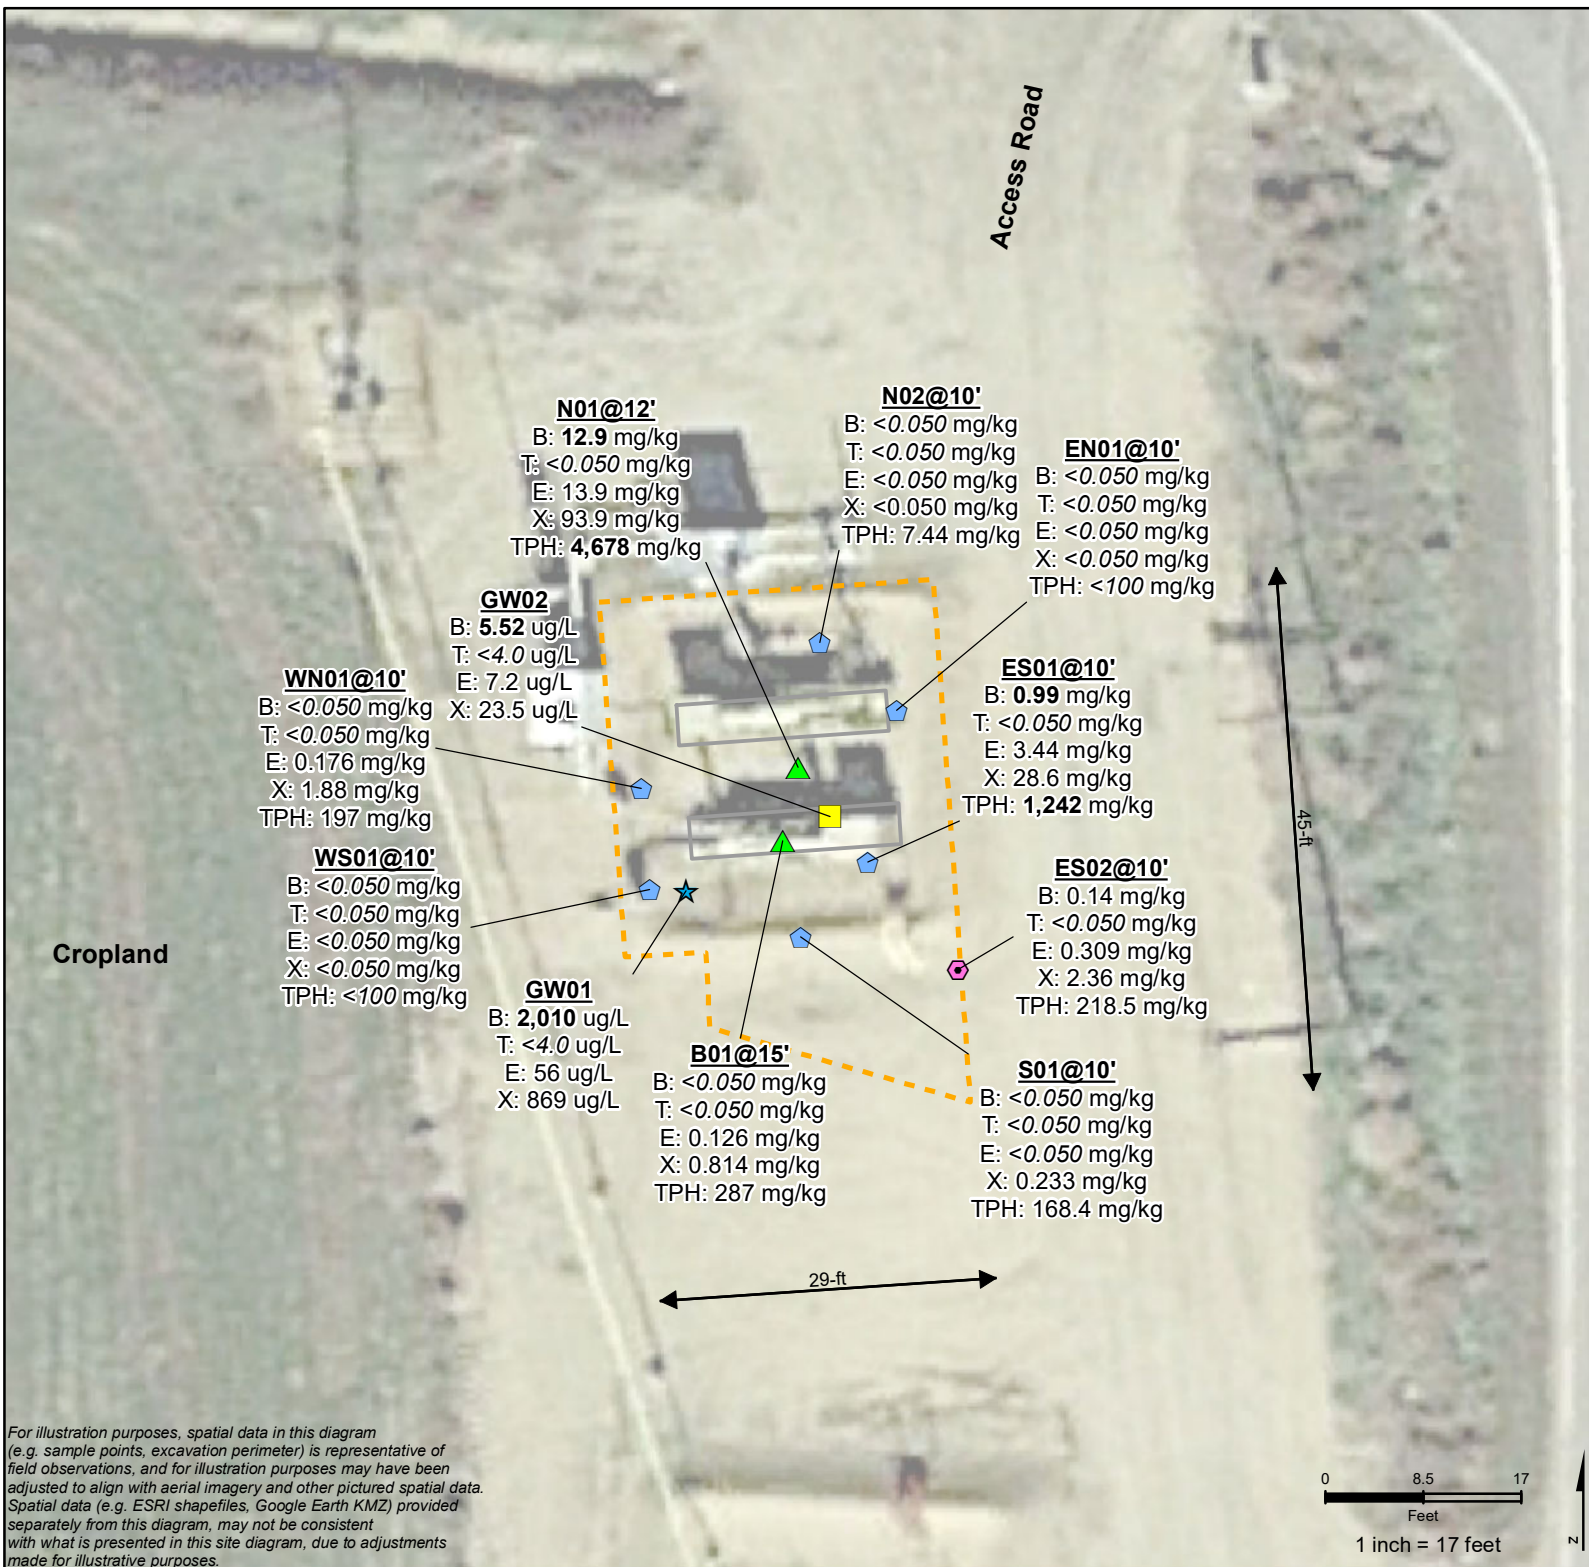 Access Road
N01@12'
B: 12.9 mg/kg
T: <0.050 mg/kg
E: 13.9 mg/kg
X: 93.9 mg/kg
TPH: 4,678 mg/kg
N02@10'
B: <0.050 mg/kg
T: <0.050 mg/kg
E: <0.050 mg/kg
X: <0.050 mg/kg
TPH: 7.44 mg/kg
EN01@10'
B: <0.050 mg/kg
T: <0.050 mg/kg
E: <0.050 mg/kg
X: <0.050 mg/kg
TPH: <100 mg/kg
GW02
B: 5.52 ug/L
T: <4.0 ug/L
E: 7.2 ug/L
X: 23.5 ug/L
WN01@10'
B: <0.050 mg/kg
T: <0.050 mg/kg
E: 0.176 mg/kg
X: 1.88 mg/kg
TPH: 197 mg/kg
ES01@10'
B: 0.99 mg/kg
T: <0.050 mg/kg
E: 3.44 mg/kg
X: 28.6 mg/kg
TPH: 1,242 mg/kg
45-ft
WS01@10'
B: <0.050 mg/kg
T: <0.050 mg/kg
E: <0.050 mg/kg
X: <0.050 mg/kg
TPH: <100 mg/kg
ES02@10'
B: 0.14 mg/kg
T: <0.050 mg/kg
E: 0.309 mg/kg
X: 2.36 mg/kg
TPH: 218.5 mg/kg
Cropland
GW01
B: 2,010 ug/L
T: <4.0 ug/L
E: 56 ug/L
X: 869 ug/L
B01@15'
B: <0.050 mg/kg
T: <0.050 mg/kg
E: 0.126 mg/kg
X: 0.814 mg/kg
TPH: 287 mg/kg
S01@10'
B: <0.050 mg/kg
T: <0.050 mg/kg
E: <0.050 mg/kg
X: 0.233 mg/kg
TPH: 168.4 mg/kg
29-ft
For illustration purposes, spatial data in this diagram
(e.g. sample points, excavation perimeter) is representative of
field observations, and for illustration purposes may have been
adjusted to align with aerial imagery and other pictured spatial data.
Spatial data (e.g. ESRI shapefiles, Google Earth KMZ) provided
separately from this diagram, may not be consistent
with what is presented in this site diagram, due to adjustments
made for illustrative purposes.
0 8.5 17
Feet
1 inch = 17 feet
N